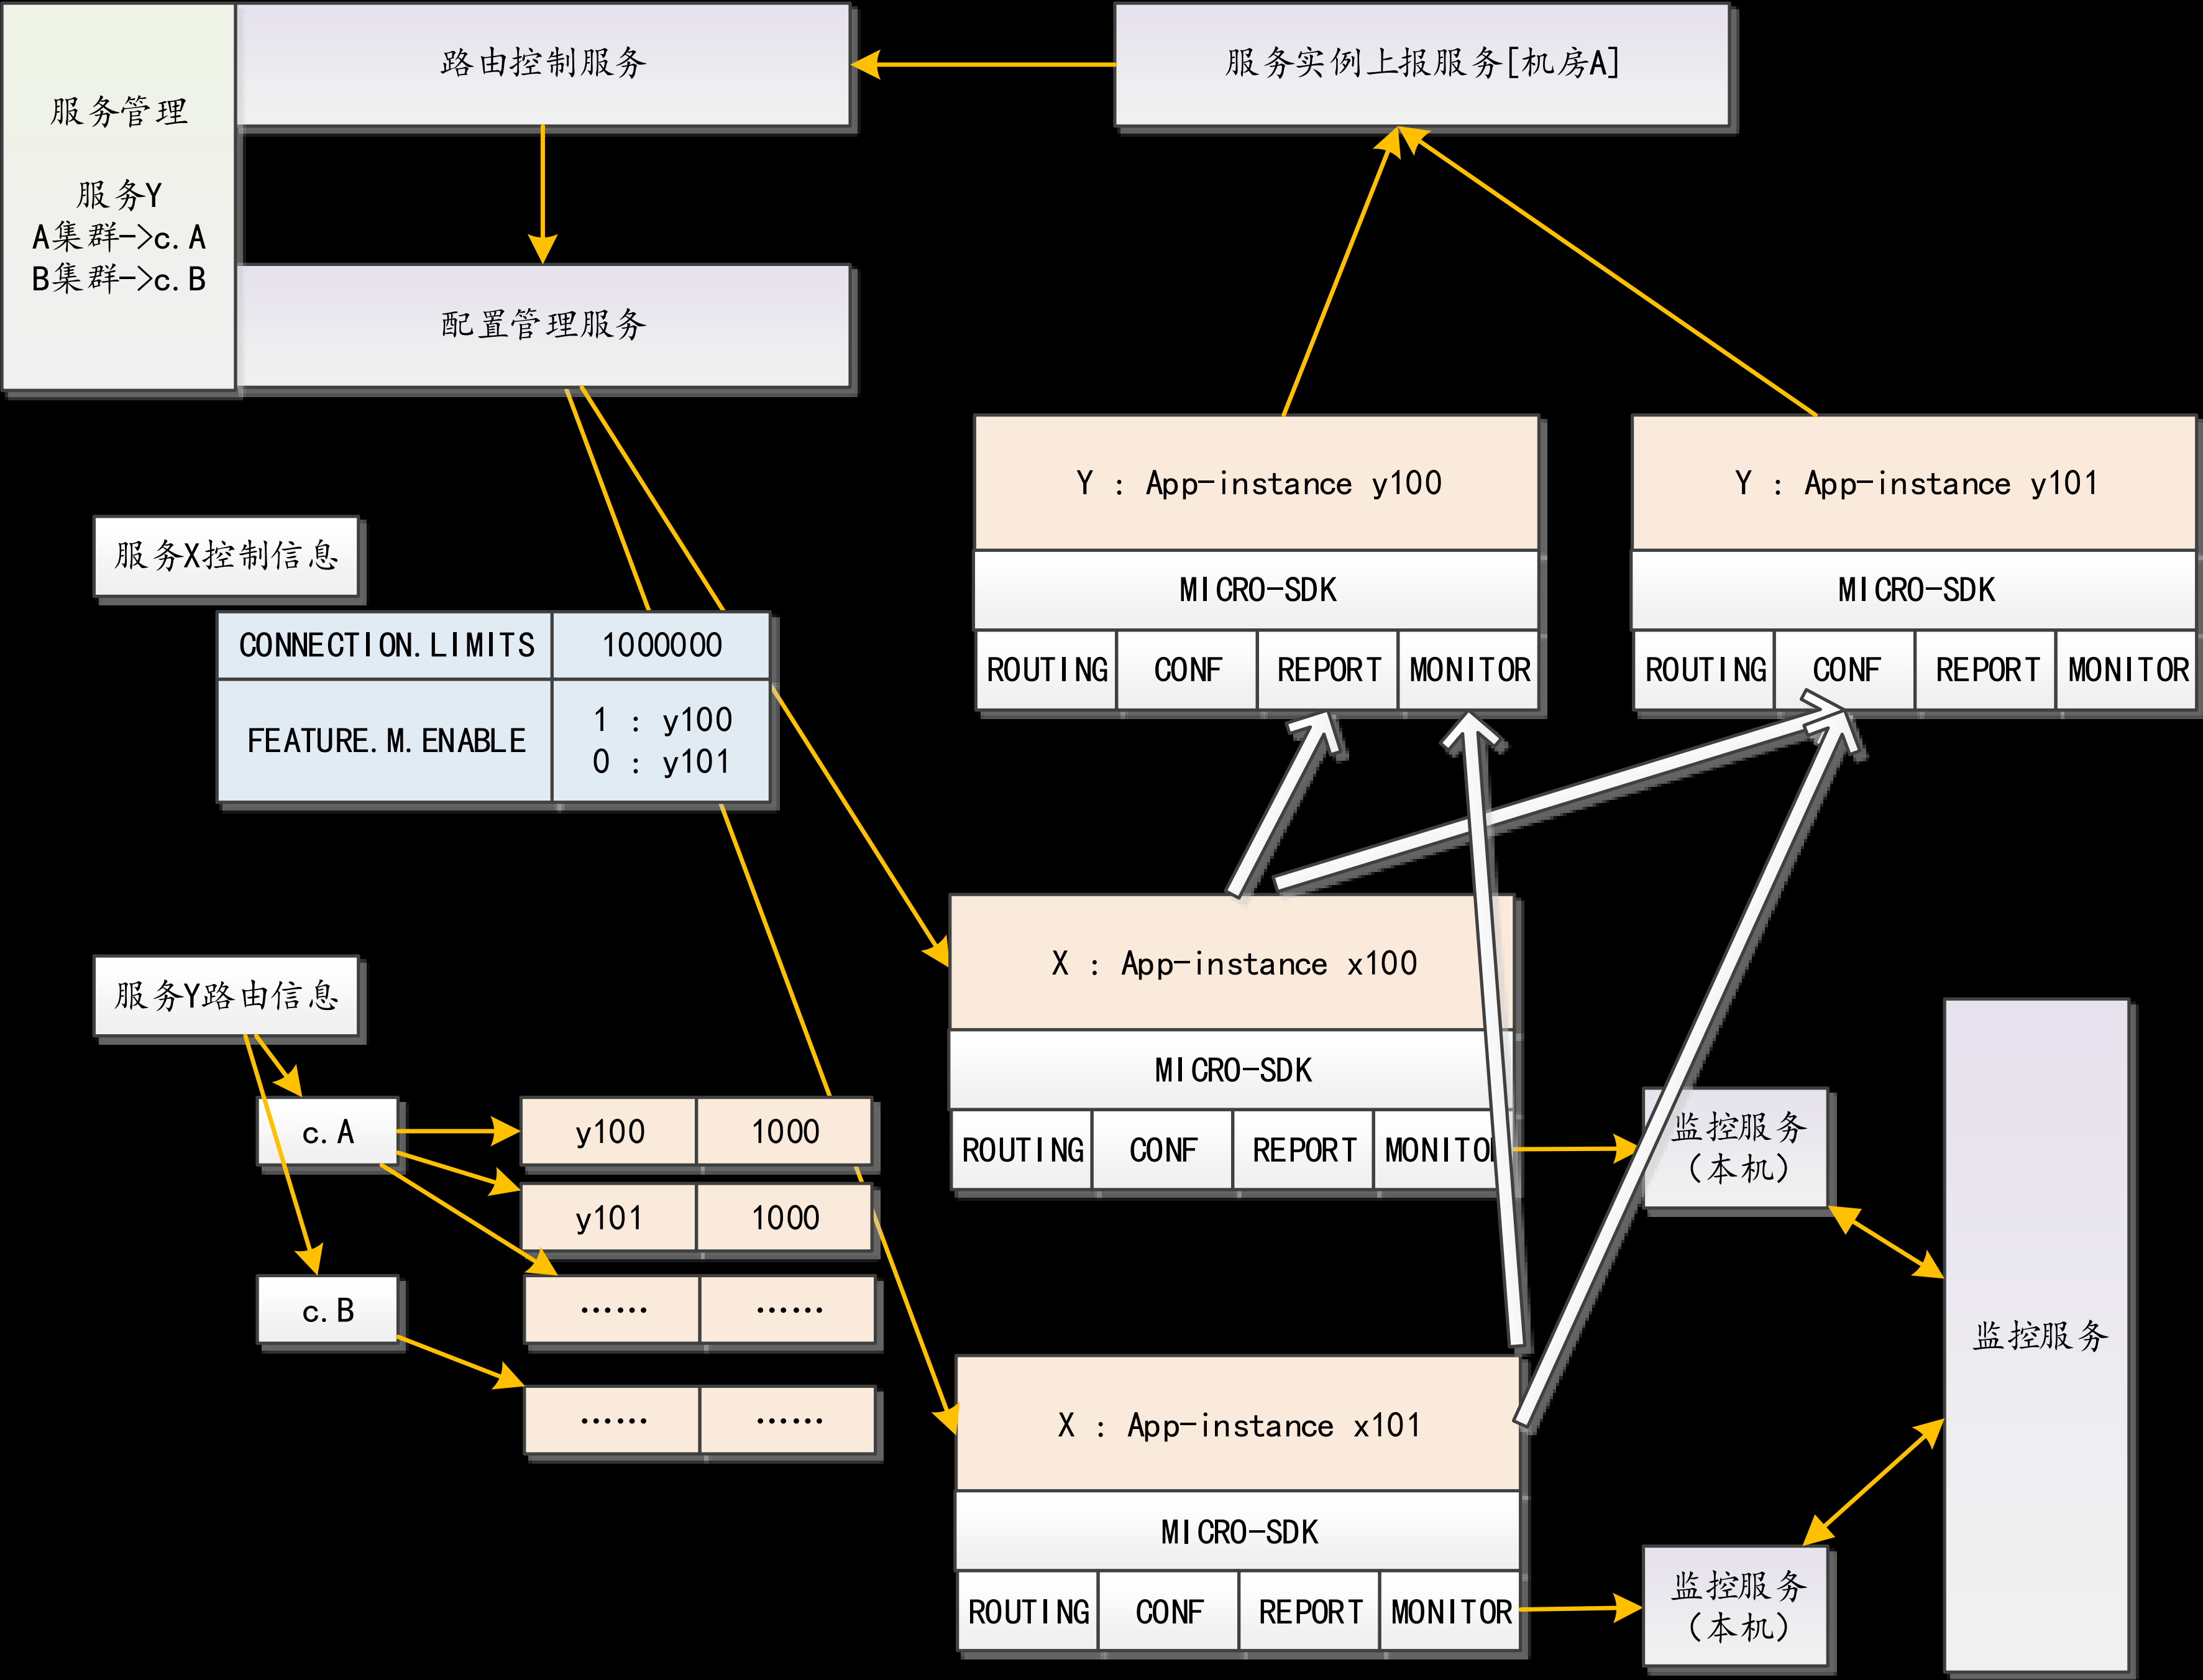 服务管理
服务Y
A集群->c.A
B集群->c.B
路由控制服务
配置管理服务
服务实例上报服务[机房A]
Y : App-instance y100
MICRO-SDK
ROUTING
CONF
REPORT
MONITOR
Y : App-instance y101
MICRO-SDK
ROUTING
CONF
REPORT
MONITOR
服务X控制信息
CONNECTION.LIMITS
1000000
FEATURE.M.ENABLE
1 : y100
0 : y101
X : App-instance x100
MICRO-SDK
ROUTING
CONF
REPORT
MONITOR
服务Y路由信息
c.A
y100
1000
y101
1000
……
……
c.B
……
……
X : App-instance x101
MICRO-SDK
ROUTING
CONF
REPORT
MONITOR
监控服务
(本机)
监控服务
监控服务
(本机)